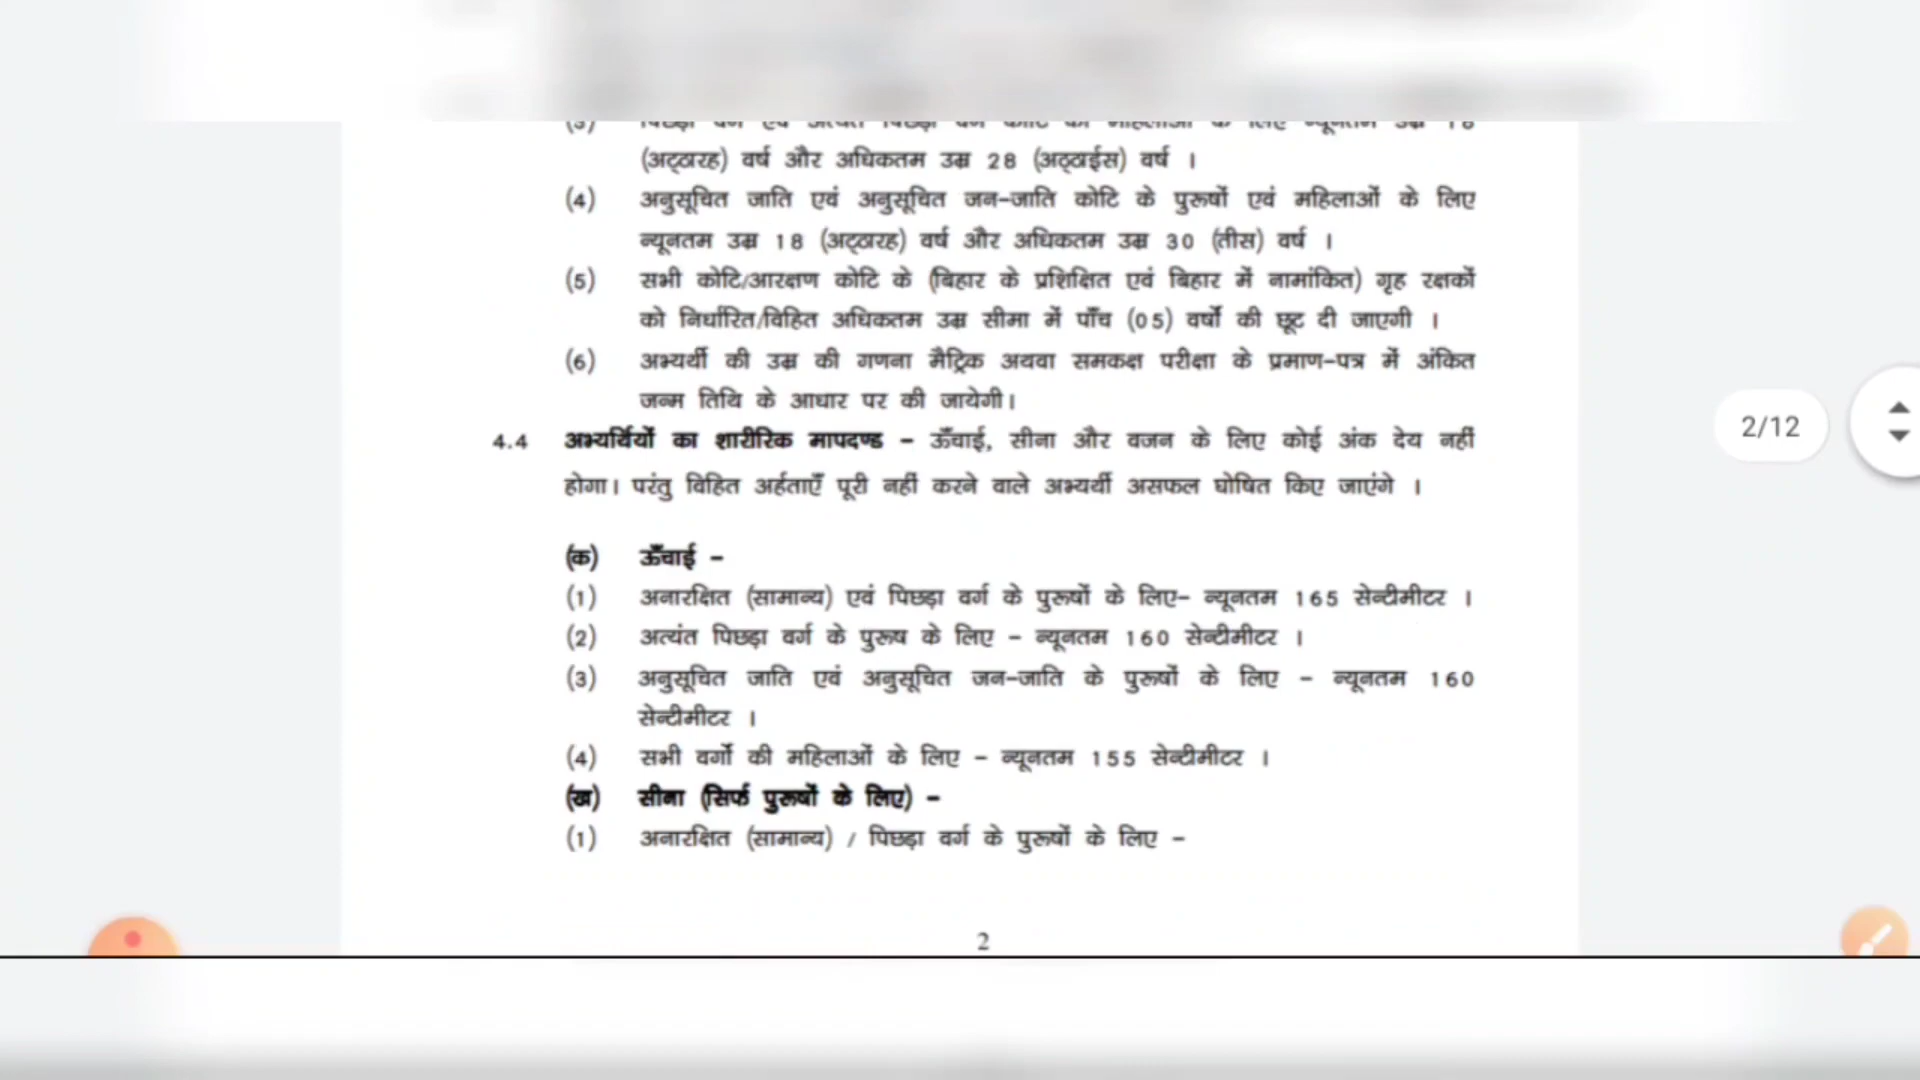 (अट्ठारह) वर्ष और अधिकतम उम्र 28 (अठ्ठाईस) वर्ष ।
(4) अनुसूचित जाति एवं अनुसूचित जन-जाति कोटि के पुरूषों एवं महिलाओं के लिए
न्यूनतम उम्र 18 (अट्ठारह) वर्ष और अधिकतम उम्र 30 (तीस) वर्ष ।
(5) सभी कोटि/आरक्षण कोटि के (बिहार के प्रशिक्षित एवं बिहार में नामांकित) गृह रक्षकों
को निर्धारित/विहित अधिकतम उम्र सीमा में पाँच (05) वर्षों की छूट दी जाएगी ।
(6) अभ्यर्थी की उम्र की गणना मैट्रिक अथवा समकक्ष परीक्षा के प्रमाण-पत्र में अंकित
जन्म तिथि के आधार पर की जायेगी।
4.4 अभ्यर्थियों का शारीरिक मापदण्ड - ऊँचाई, सीना और वजन के लिए कोई अंक देय नहीं
होगा। परंतु विहित अर्हताएँ पूरी नहीं करने वाले अभ्यर्थी असफल घोषित किए जाएंगे ।
2/12
(क) ऊँचाई -
(1) अनारक्षित (सामान्य) एवं पिछड़ा वर्ग के पुरूषों के लिए- न्यूनतम 165 सेन्टीमीटर ।
(2) अत्यंत पिछड़ा वर्ग के पुरूष के लिए - न्यूनतम 160 सेन्टीमीटर ।
(3) अनुसूचित जाति एवं अनुसूचित जन-जाति के पुरूषों के लिए - न्यूनतम 160
सेन्टीमीटर ।
(4) सभी वर्गों की महिलाओं के लिए - न्यूनतम 155 सेन्टीमीटर ।
(ख) सीना (सिर्फ पुरूषों के लिए) -
(1) अनारक्षित (सामान्य) / पिछड़ा वर्ग के पुरूषों के लिए -
2